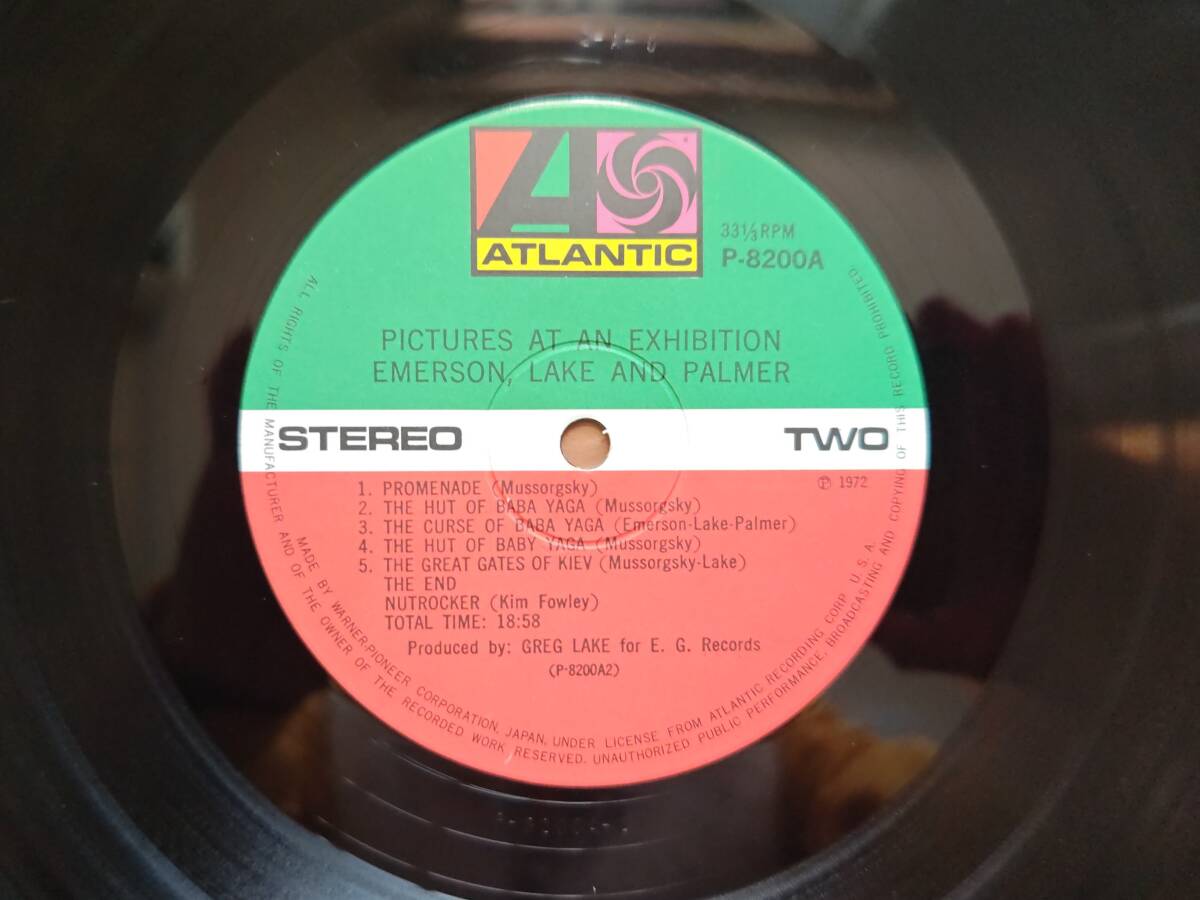 ATLANTIC
33⅓ RPM
P-8200A
PICTURES AT AN EXHIBITION
EMERSON, LAKE AND PALMER
STEREO
TWO
℗ 1972
1. PROMENADE (Mussorgsky)
2. THE HUT OF BABA YAGA (Mussorgsky)
3. THE CURSE OF BABA YAGA (Emerson-Lake-Palmer)
4. THE HUT OF BABY YAGA (Mussorgsky)
5. THE GREAT GATES OF KIEV (Mussorgsky-Lake)
THE END
NUTROCKER (Kim Fowley)
TOTAL TIME: 18:58
Produced by: GREG LAKE for E. G. Records
(P-8200A2)
MADE BY WARNER-PIONEER CORPORATION, JAPAN, UNDER LICENSE FROM ATLANTIC RECORDING CORP. U. S. A.
ALL RIGHTS OF THE MANUFACTURER AND OF THE OWNER OF THE RECORDED WORK RESERVED. UNAUTHORIZED PUBLIC PERFORMANCE, BROADCASTING AND COPYING OF THIS RECORD PROHIBITED